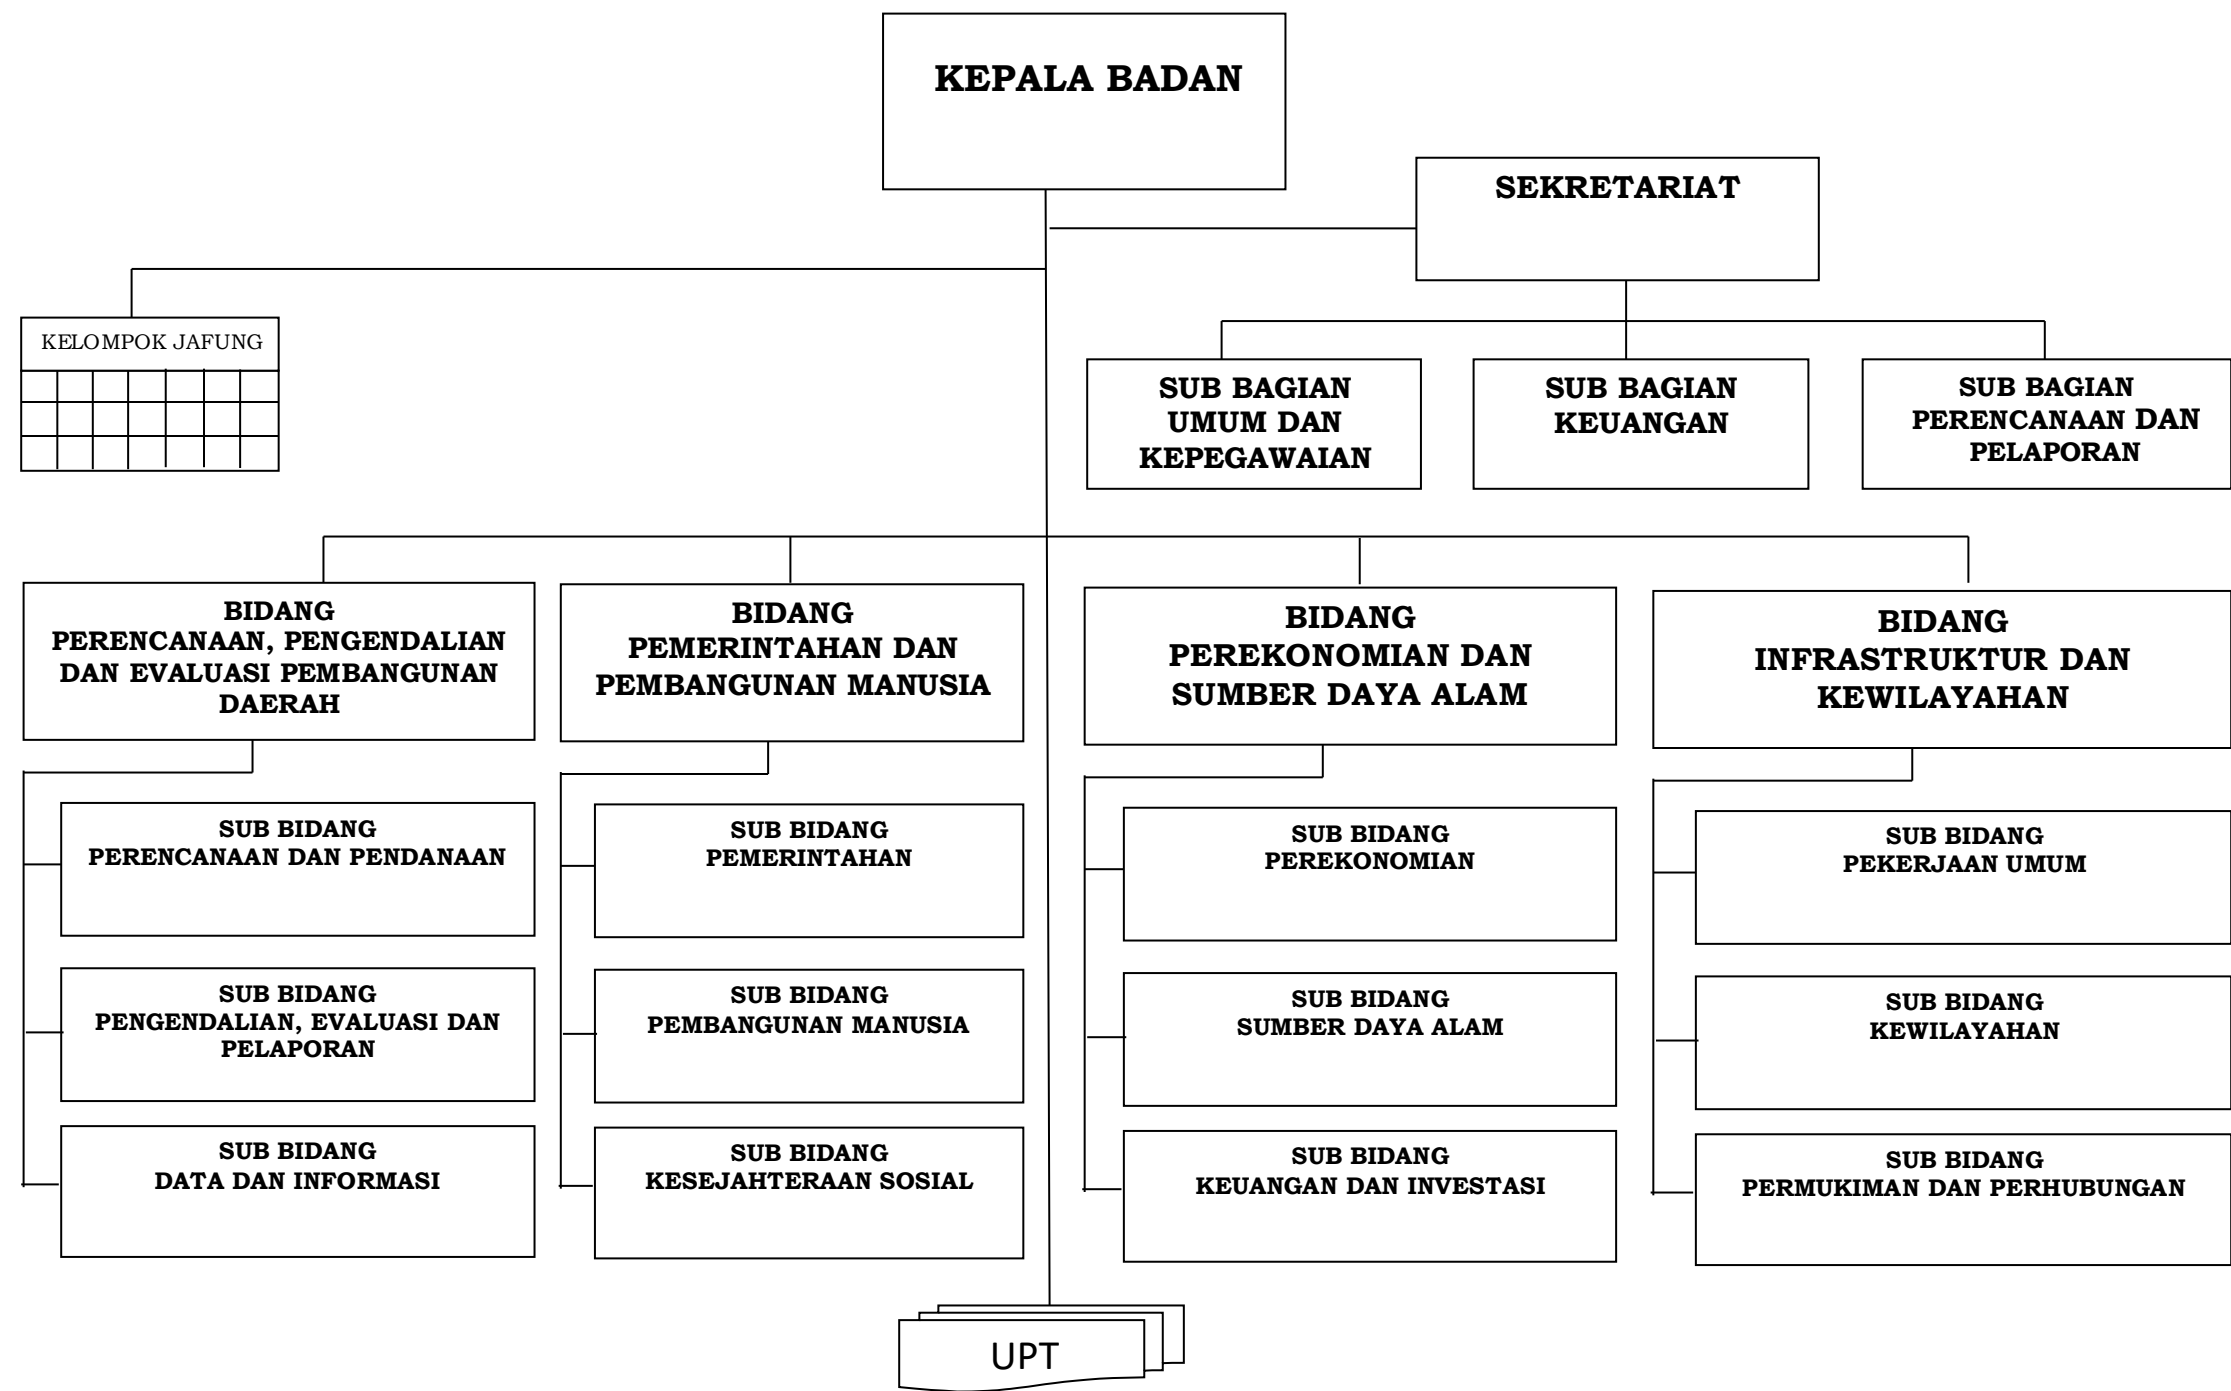 KEPALA BADAN
SEKRETARIAT
KELOMPOK JAFUNG
SUB BAGIAN
UMUM DAN
KEPEGAWAIAN
SUB BAGIAN
KEUANGAN
SUB BAGIAN
PERENCANAAN DAN
PELAPORAN
BIDANG
PERENCANAAN, PENGENDALIAN
DAN EVALUASI PEMBANGUNAN
DAERAH
BIDANG
PEMERINTAHAN DAN
PEMBANGUNAN MANUSIA
BIDANG
PEREKONOMIAN DAN
SUMBER DAYA ALAM
BIDANG
INFRASTRUKTUR DAN
KEWILAYAHAN
SUB BIDANG
PERENCANAAN DAN PENDANAAN
SUB BIDANG
PEMERINTAHAN
SUB BIDANG
PEREKONOMIAN
SUB BIDANG
PEKERJAAN UMUM
SUB BIDANG
PENGENDALIAN, EVALUASI DAN
PELAPORAN
SUB BIDANG
PEMBANGUNAN MANUSIA
SUB BIDANG
SUMBER DAYA ALAM
SUB BIDANG
KEWILAYAHAN
SUB BIDANG
DATA DAN INFORMASI
SUB BIDANG
KESEJAHTERAAN SOSIAL
SUB BIDANG
KEUANGAN DAN INVESTASI
SUB BIDANG
PERMUKIMAN DAN PERHUBUNGAN
UPT